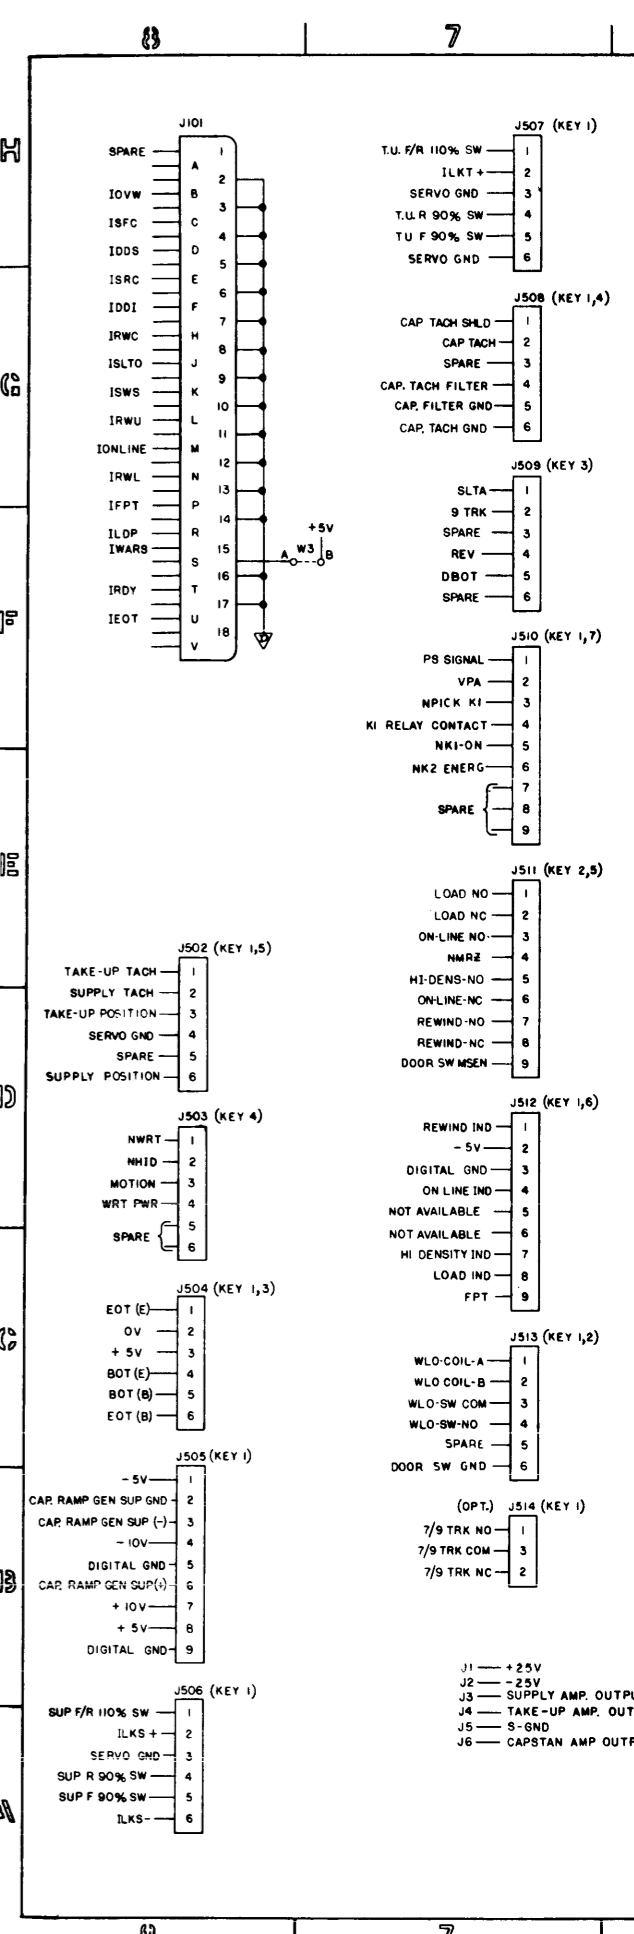 8 7
H
J101
SPARE 1
A
2
IOVW B
3
ISFC C
4
IDDS D
5
ISRC E
6
IDDI F
7
IRWC H
8
ISLTO J
9
ISWS K
10
IRWU L
11
IONLINE M
12
IRWL N
13
IFPT P
14
+5V
ILDP R
IWARS 15
A W3 B
S
16
IRDY T
17
IEOT U
18
V
D
J502 (KEY 1,5)
TAKE-UP TACH 1
SUPPLY TACH 2
TAKE-UP POSITION 3
SERVO GND 4
SPARE 5
SUPPLY POSITION 6
J503 (KEY 4)
NWRT 1
NHID 2
MOTION 3
WRT PWR 4
SPARE 5
6
J504 (KEY 1,3)
EOT (E) 1
0V 2
+ 5V 3
BOT (E) 4
BOT (B) 5
EOT (B) 6
J505 (KEY 1)
- 5V 1
CAP. RAMP GEN SUP GND 2
CAP. RAMP GEN SUP (-) 3
- 10V 4
DIGITAL GND 5
CAP. RAMP GEN SUP(+) 6
+ 10V 7
+ 5V 8
DIGITAL GND 9
J506 (KEY 1)
SUP F/R 110% SW 1
ILKS + 2
SERVO GND 3
SUP R 90% SW 4
SUP F 90% SW 5
ILKS- 6
J507 (KEY 1)
T.U. F/R 110% SW 1
ILKT + 2
SERVO GND 3
T.U. R 90% SW 4
TU F 90% SW 5
SERVO GND 6
J508 (KEY 1,4)
CAP TACH SHLD 1
CAP TACH 2
SPARE 3
CAP. TACH FILTER 4
CAP. FILTER GND 5
CAP. TACH GND 6
J509 (KEY 3)
SLTA 1
9 TRK 2
SPARE 3
REV 4
DBOT 5
SPARE 6
J510 (KEY 1,7)
PS SIGNAL 1
VPA 2
NPICK K1 3
K1 RELAY CONTACT 4
NK1-ON 5
NK2 ENERG 6
7
SPARE 8
9
J511 (KEY 2,5)
LOAD NO 1
LOAD NC 2
ON-LINE NO 3
NMRZ 4
HI-DENS-NO 5
ON-LINE-NC 6
REWIND-NO 7
REWIND-NC 8
DOOR SW MSEN 9
J512 (KEY 1,6)
REWIND IND 1
- 5V 2
DIGITAL GND 3
ON LINE IND 4
NOT AVAILABLE 5
NOT AVAILABLE 6
HI DENSITY IND 7
LOAD IND 8
FPT 9
J513 (KEY 1,2)
WLO-COIL-A 1
WLO COIL-B 2
WLO-SW COM 3
WLO-SW-NO 4
SPARE 5
DOOR SW GND 6
(OPT.) J514 (KEY 1)
7/9 TRK NO 1
7/9 TRK COM 3
7/9 TRK NC 2
J1 — +25V
J2 — -25V
J3 — SUPPLY AMP. OUTPU
J4 — TAKE-UP AMP. OUT
J5 — S-GND
J6 — CAPSTAN AMP OUTP
G
F
E
D
C
B
A
8 7